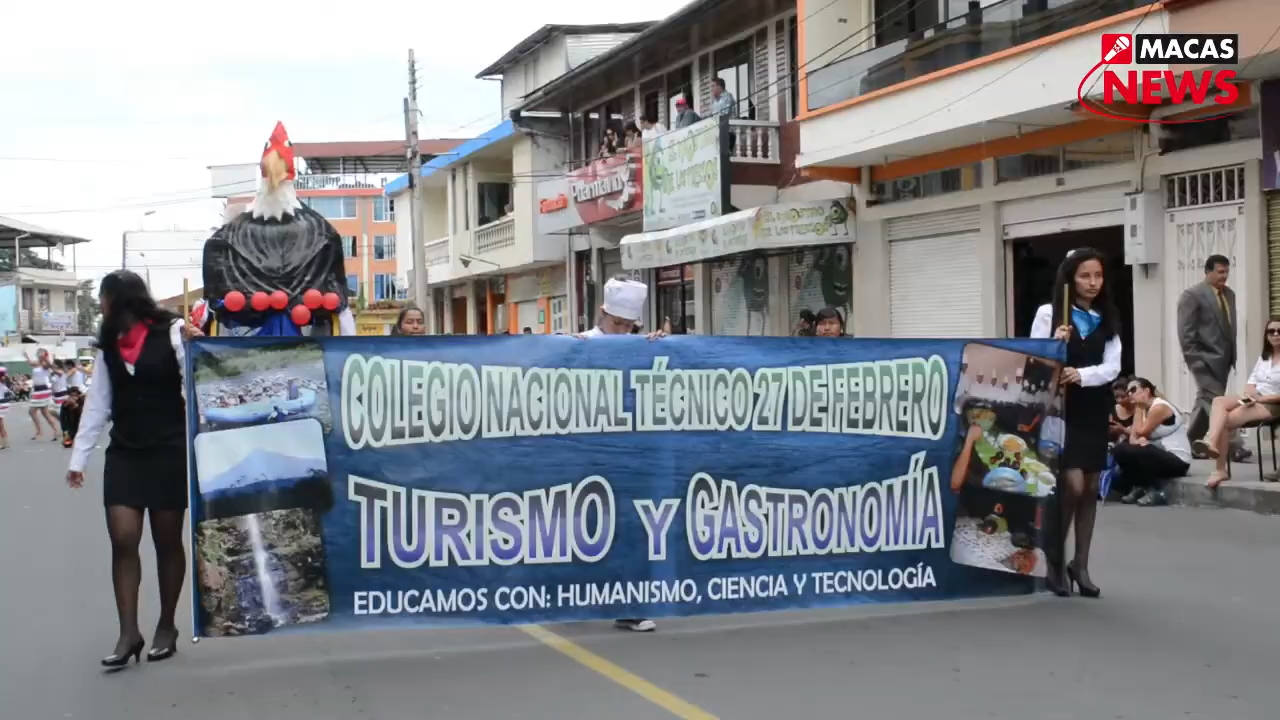 MACAS
NEWS
COLEGIO NACIONAL TÉCNICO 27 DE FEBRERO
TURISMO Y GASTRONOMÍA
EDUCAMOS CON: HUMANISMO, CIENCIA Y TECNOLOGÍA